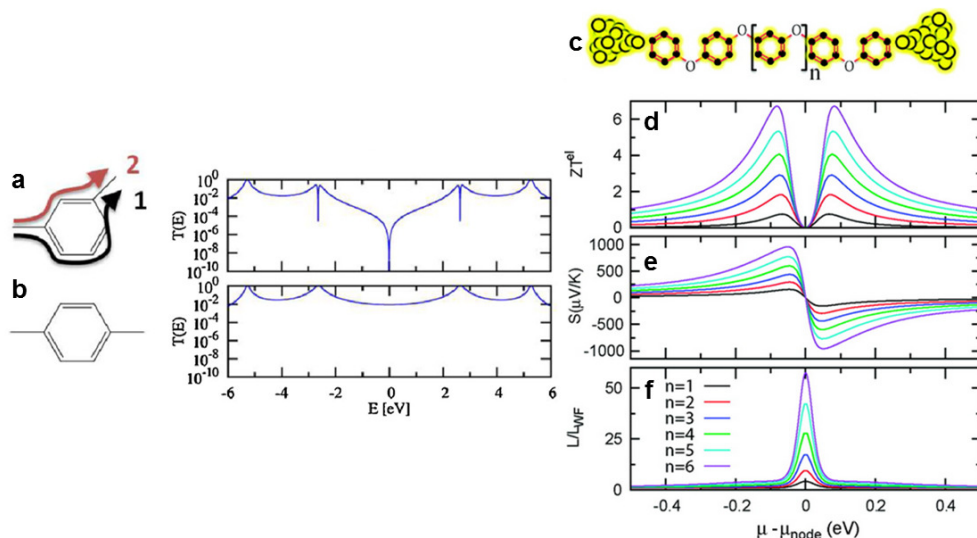 a
2
1
b
T(E)
10^0
10^-2
10^-4
10^-6
10^-8
10^-10
T(E)
10^0
10^-2
10^-4
10^-6
10^-8
10^-10
-6 -4 -2 0 2 4 6
E [eV]
c
O O O O
n
d
ZT^el
6
4
2
0
e
S(μV/K)
1000
500
0
-500
-1000
f
L/L_WF
50
25
0
n=1
n=2
n=3
n=4
n=5
n=6
-0.4 -0.2 0 0.2 0.4
μ - μ_node (eV)